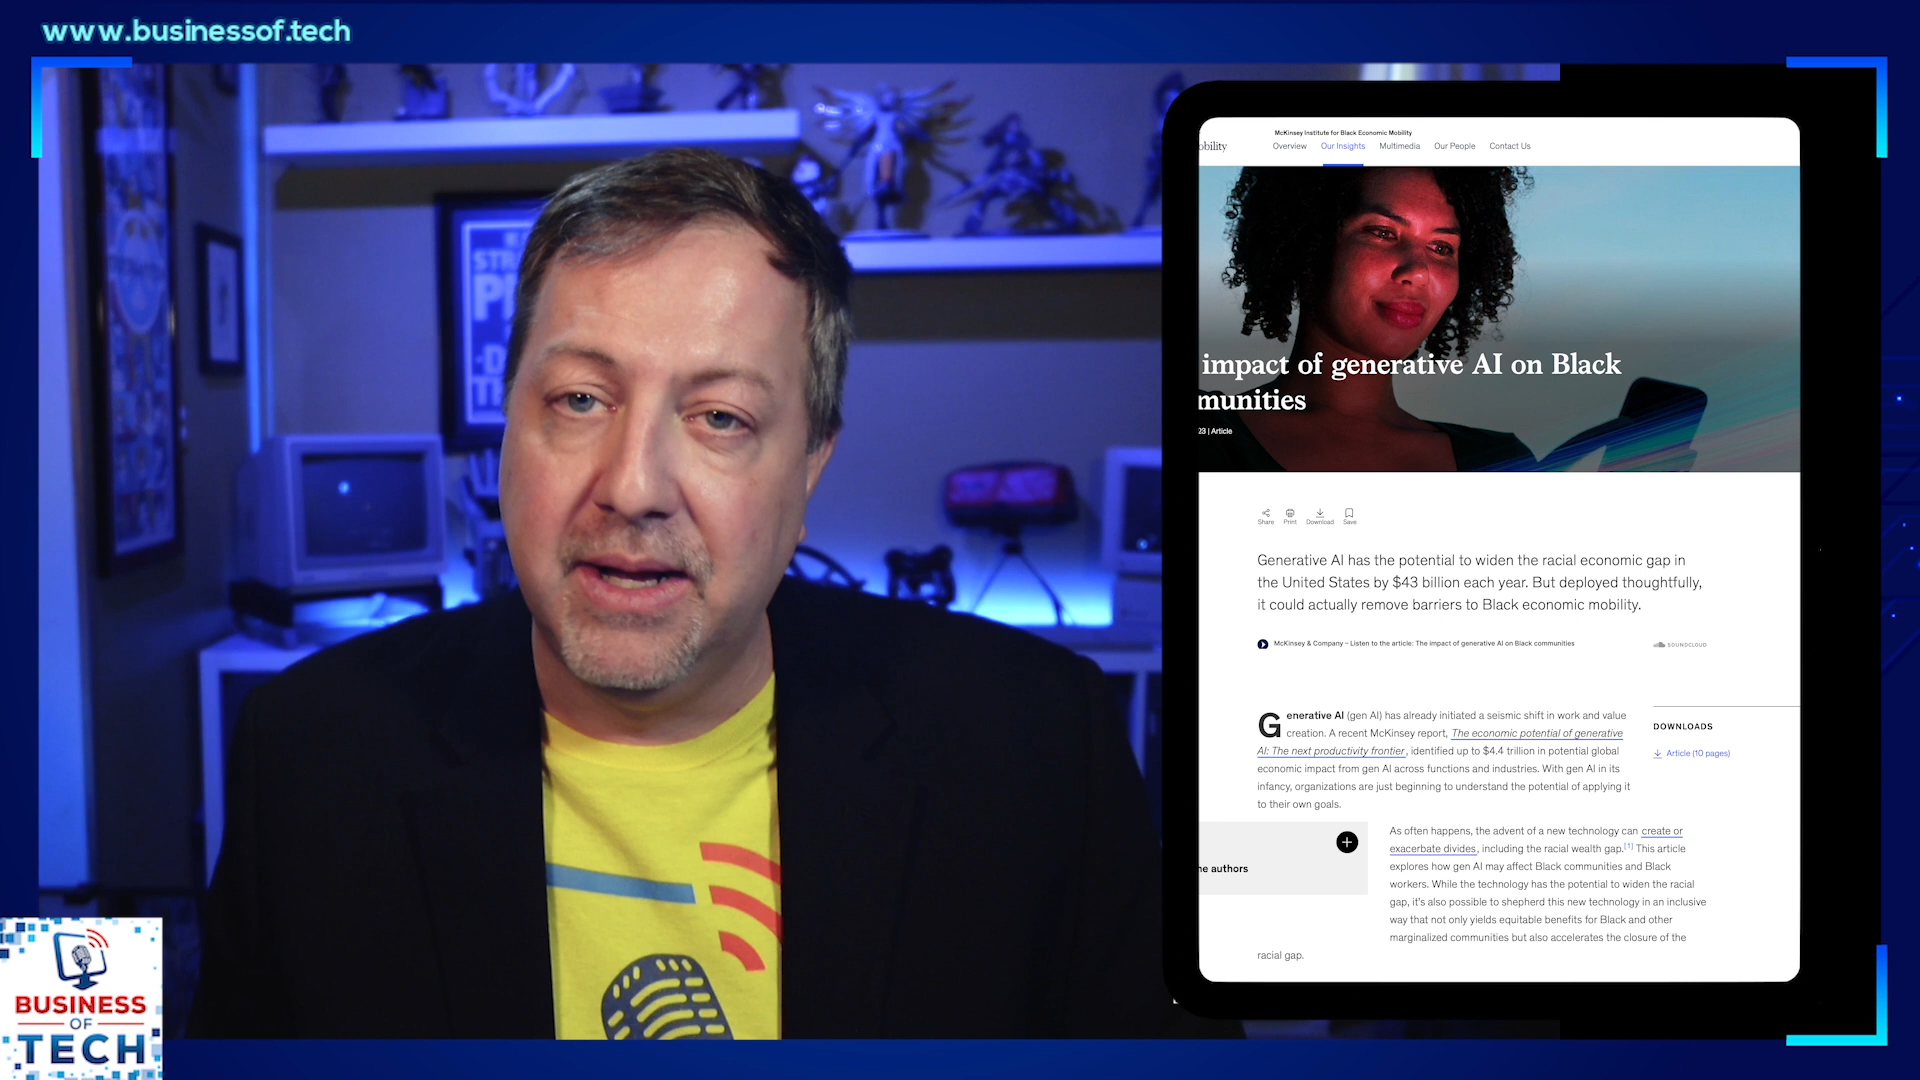 www.businessof.tech
STR
P
-D
T
McKinsey Institute for Black Economic Mobility
obility
Overview
Our Insights
Multimedia
Our People
Contact Us
impact of generative AI on Black
munities
23 | Article
Share
Print
Download
Save
Generative AI has the potential to widen the racial economic gap in
the United States by $43 billion each year. But deployed thoughtfully,
it could actually remove barriers to Black economic mobility.
McKinsey & Company – Listen to the article: The impact of generative AI on Black communities
SOUNDCLOUD
Generative AI (gen AI) has already initiated a seismic shift in work and value
creation. A recent McKinsey report, The economic potential of generative
AI: The next productivity frontier, identified up to $4.4 trillion in potential global
economic impact from gen AI across functions and industries. With gen AI in its
infancy, organizations are just beginning to understand the potential of applying it
to their own goals.
DOWNLOADS
Article (10 pages)
he authors
As often happens, the advent of a new technology can create or
exacerbate divides, including the racial wealth gap.[1] This article
explores how gen AI may affect Black communities and Black
workers. While the technology has the potential to widen the racial
gap, it's also possible to shepherd this new technology in an inclusive
way that not only yields equitable benefits for Black and other
marginalized communities but also accelerates the closure of the
racial gap.
BUSINESS
OF
TECH